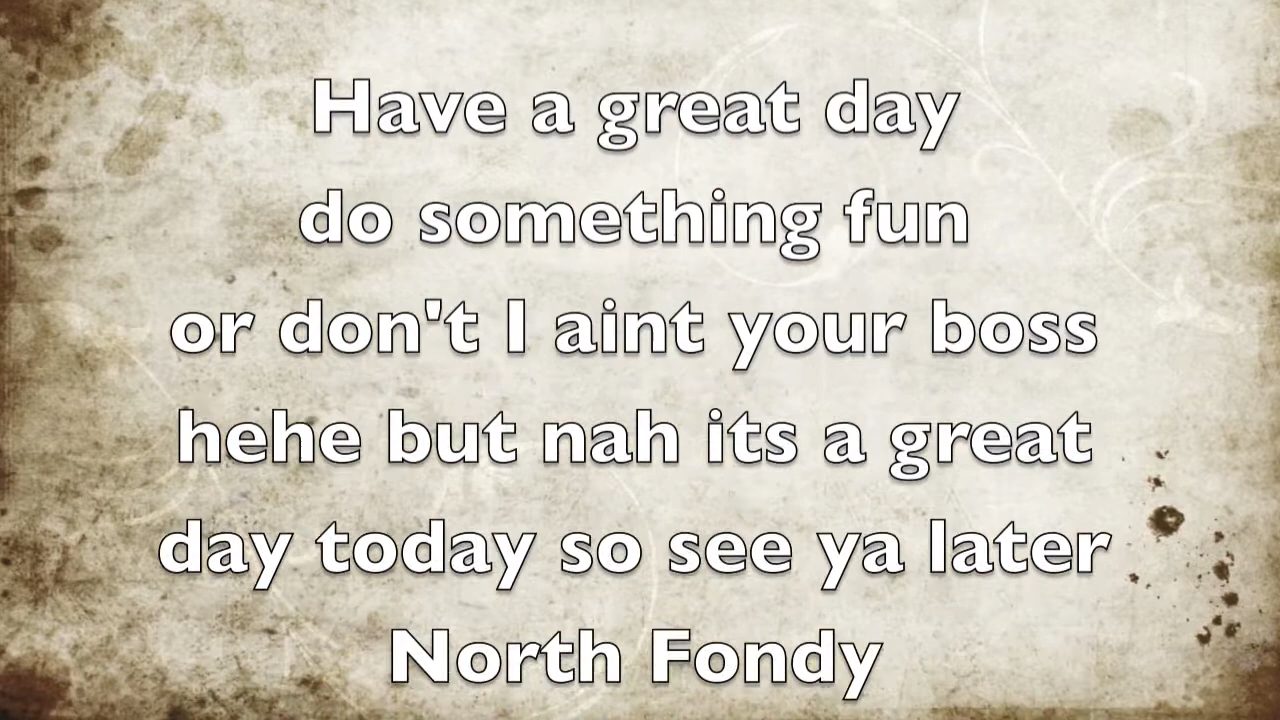 Have a great day
do something fun
or don't I aint your boss
hehe but nah its a great
day today so see ya later
North Fondy